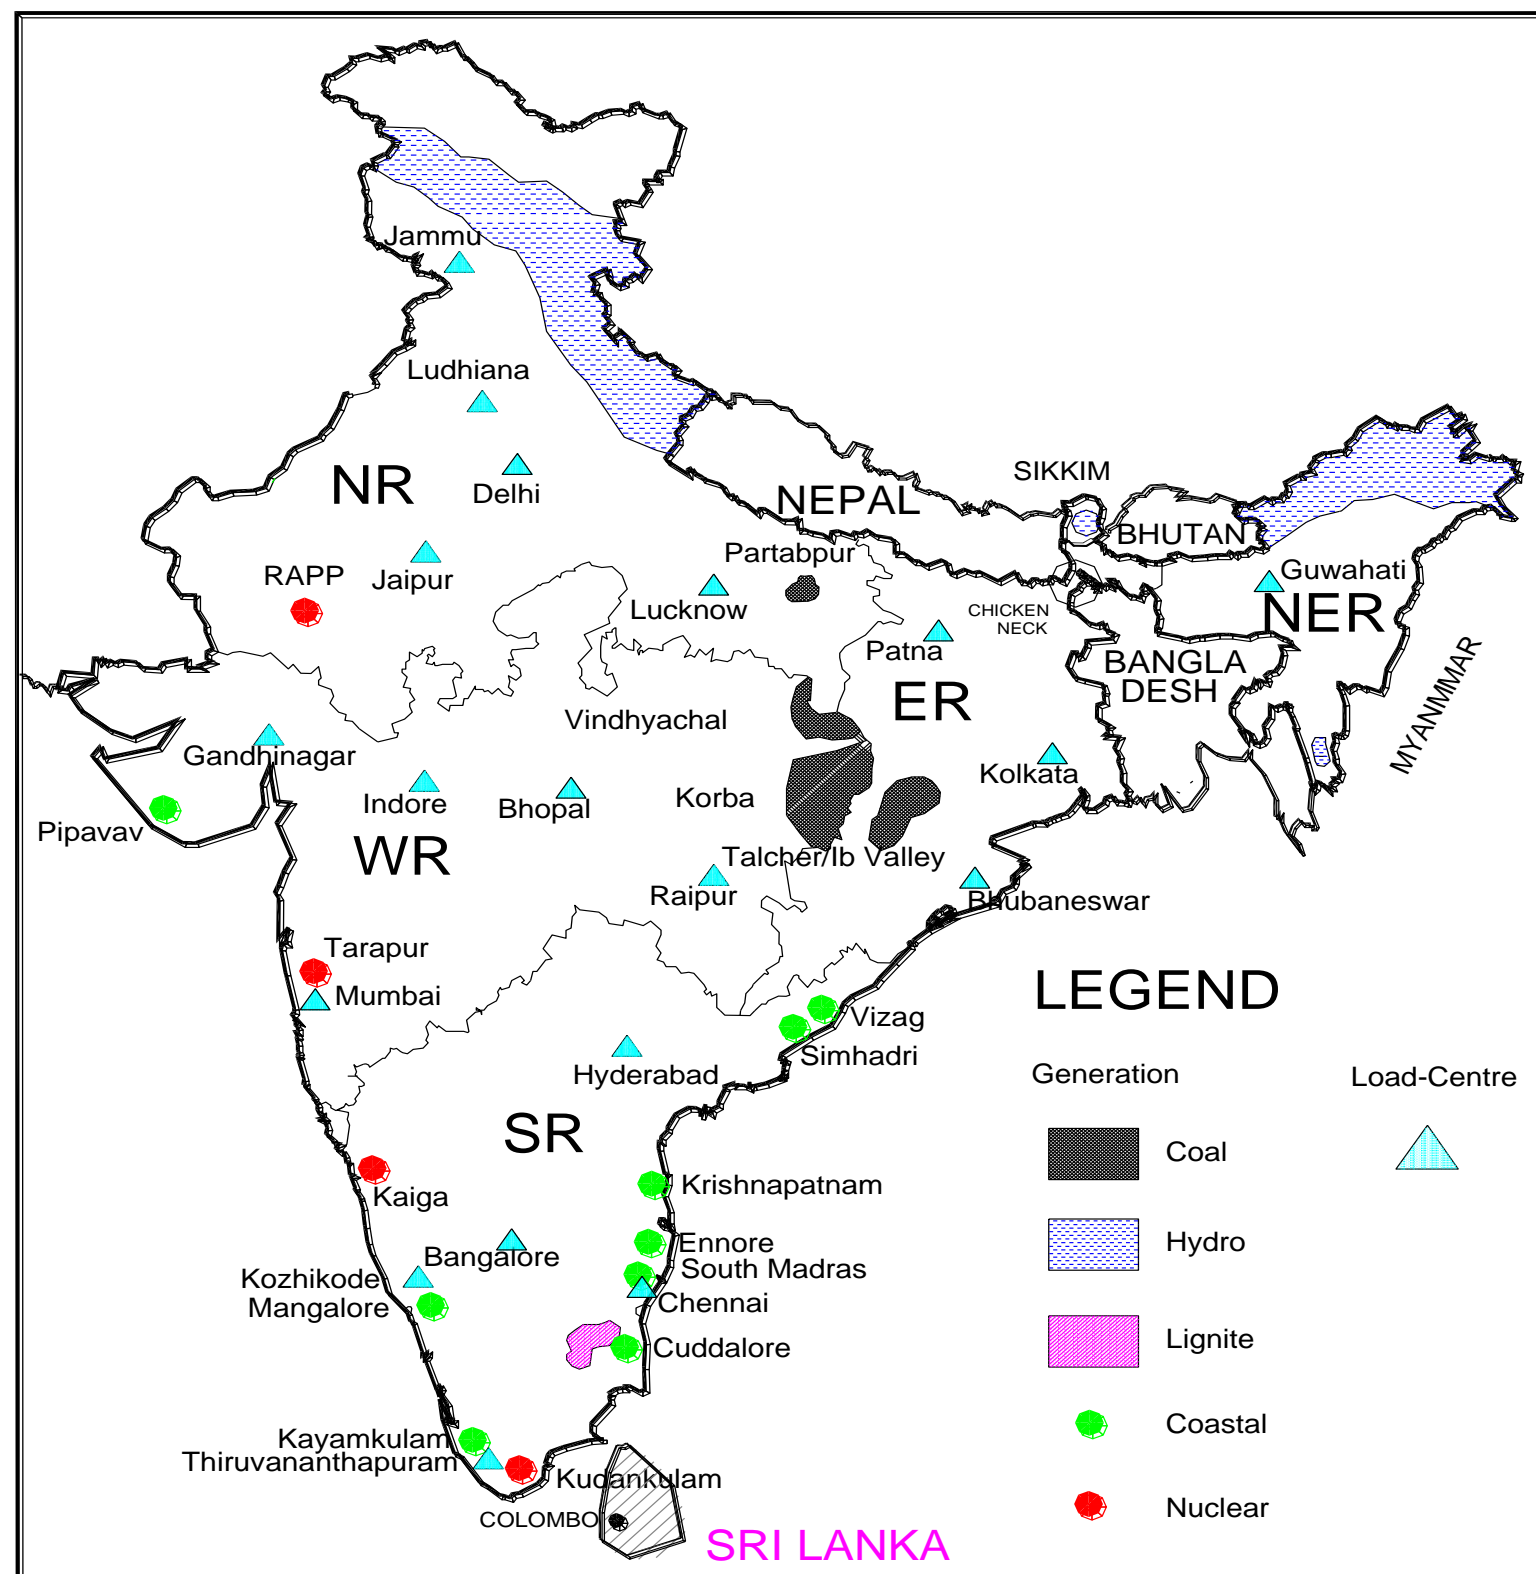 Jammu
Ludhiana
NR
Delhi
SIKKIM
NEPAL
BHUTAN
Partabpur
RAPP
Jaipur
Guwahati
Lucknow
CHICKEN
NECK
NER
Patna
BANGLA
DESH
ER
MYANMMAR
Vindhyachal
Gandhinagar
Kolkata
Indore
Bhopal
Korba
Pipavav
WR
Talcher/Ib Valley
Raipur
Bhubaneswar
Tarapur
Mumbai
LEGEND
Vizag
Simhadri
Hyderabad
Generation
Load-Centre
SR
Coal
Krishnapatnam
Kaiga
Ennore
Hydro
Bangalore
South Madras
Kozhikode
Mangalore
Chennai
Cuddalore
Lignite
Coastal
Kayamkulam
Thiruvananthapuram
Kudankulam
Nuclear
COLOMBO
SRI LANKA